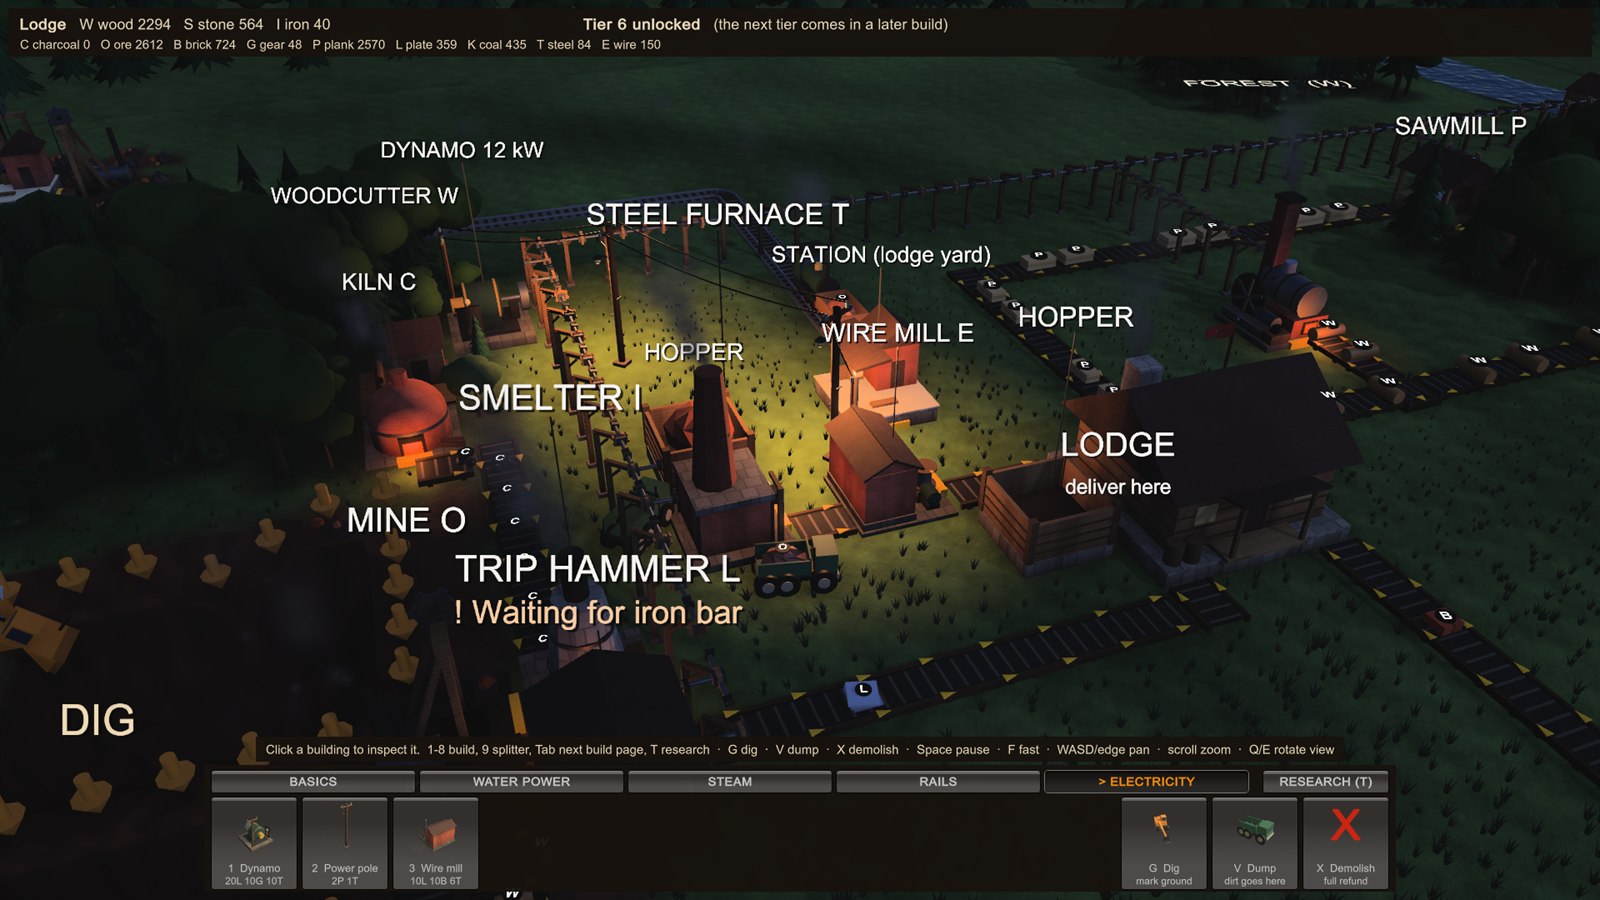 Lodge W wood 2294 S stone 564 I iron 40
Tier 6 unlocked (the next tier comes in a later build)
C charcoal 0 O ore 2612 B brick 724 G gear 48 P plank 2570 L plate 359 K coal 435 T steel 84 E wire 150
FOREST (W)
SAWMILL P
DYNAMO 12 kW
WOODCUTTER W
STEEL FURNACE T
STATION (lodge yard)
KILN C
HOPPER
WIRE MILL E
HOPPER
SMELTER I
LODGE
deliver here
MINE O
TRIP HAMMER L
! Waiting for iron bar
DIG
P P
P P
P P
P
P
P
P
O
W
W
W
W
W
W
C
C
C
C
C
C
O
B
L
Click a building to inspect it. 1-8 build, 9 splitter, Tab next build page, T research · G dig · V dump · X demolish · Space pause · F fast · WASD/edge pan · scroll zoom · Q/E rotate view
BASICS
WATER POWER
STEAM
RAILS
> ELECTRICITY
RESEARCH (T)
1 Dynamo
20L 10G 10T
2 Power pole
2P 1T
3 Wire mill
10L 10B 6T
G Dig
mark ground
V Dump
dirt goes here
X Demolish
full refund
W